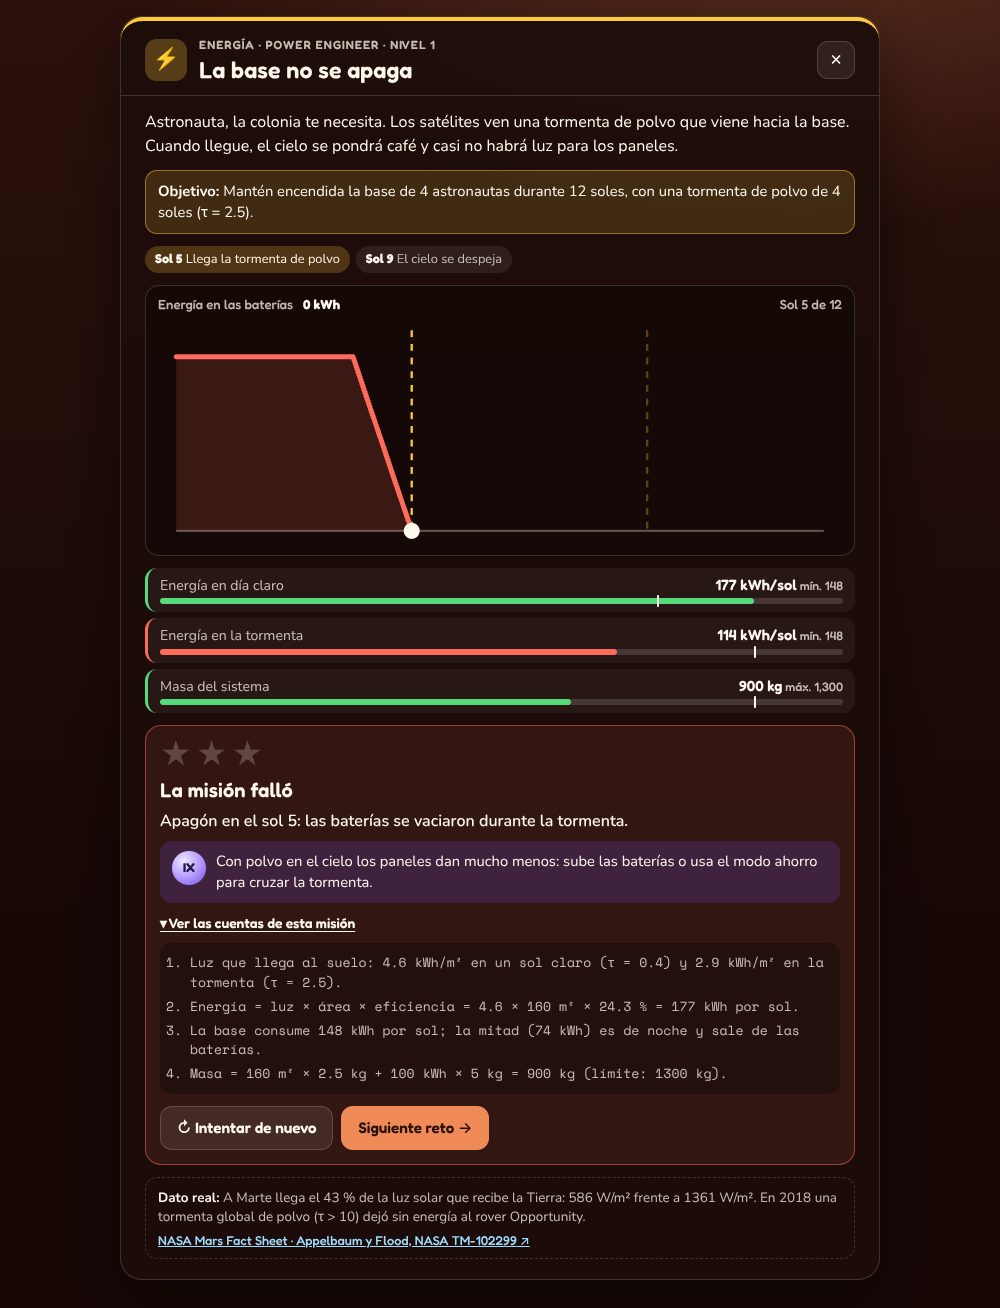 ⚡ ENERGÍA · POWER ENGINEER · NIVEL 1
La base no se apaga
✕
Astronauta, la colonia te necesita. Los satélites ven una tormenta de polvo que viene hacia la base.
Cuando llegue, el cielo se pondrá café y casi no habrá luz para los paneles.
Objetivo: Mantén encendida la base de 4 astronautas durante 12 soles, con una tormenta de polvo de 4
soles (τ = 2.5).
Sol 5 Llega la tormenta de polvo
Sol 9 El cielo se despeja
Energía en las baterías 0 kWh
Sol 5 de 12
Energía en día claro 177 kWh/sol mín. 148
Energía en la tormenta 114 kWh/sol mín. 148
Masa del sistema 900 kg máx. 1,300
★ ★ ★
La misión falló
Apagón en el sol 5: las baterías se vaciaron durante la tormenta.
IX
Con polvo en el cielo los paneles dan mucho menos: sube las baterías o usa el modo ahorro
para cruzar la tormenta.
▾Ver las cuentas de esta misión
1. Luz que llega al suelo: 4.6 kWh/m² en un sol claro (τ = 0.4) y 2.9 kWh/m² en la
tormenta (τ = 2.5).
2. Energía = luz × área × eficiencia = 4.6 × 160 m² × 24.3 % = 177 kWh por sol.
3. La base consume 148 kWh por sol; la mitad (74 kWh) es de noche y sale de las
baterías.
4. Masa = 160 m² × 2.5 kg + 100 kWh × 5 kg = 900 kg (límite: 1300 kg).
↻ Intentar de nuevo
Siguiente reto →
Dato real: A Marte llega el 43 % de la luz solar que recibe la Tierra: 586 W/m² frente a 1361 W/m². En 2018 una
tormenta global de polvo (τ > 10) dejó sin energía al rover Opportunity.
NASA Mars Fact Sheet · Appelbaum y Flood, NASA TM-102299 ↗